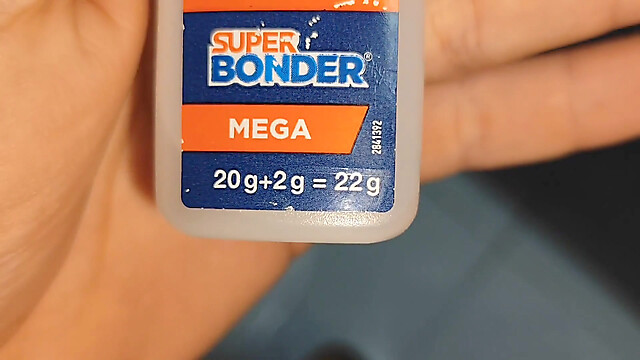 SUPER
BONDER®
MEGA
2841392
20g+2g = 22g